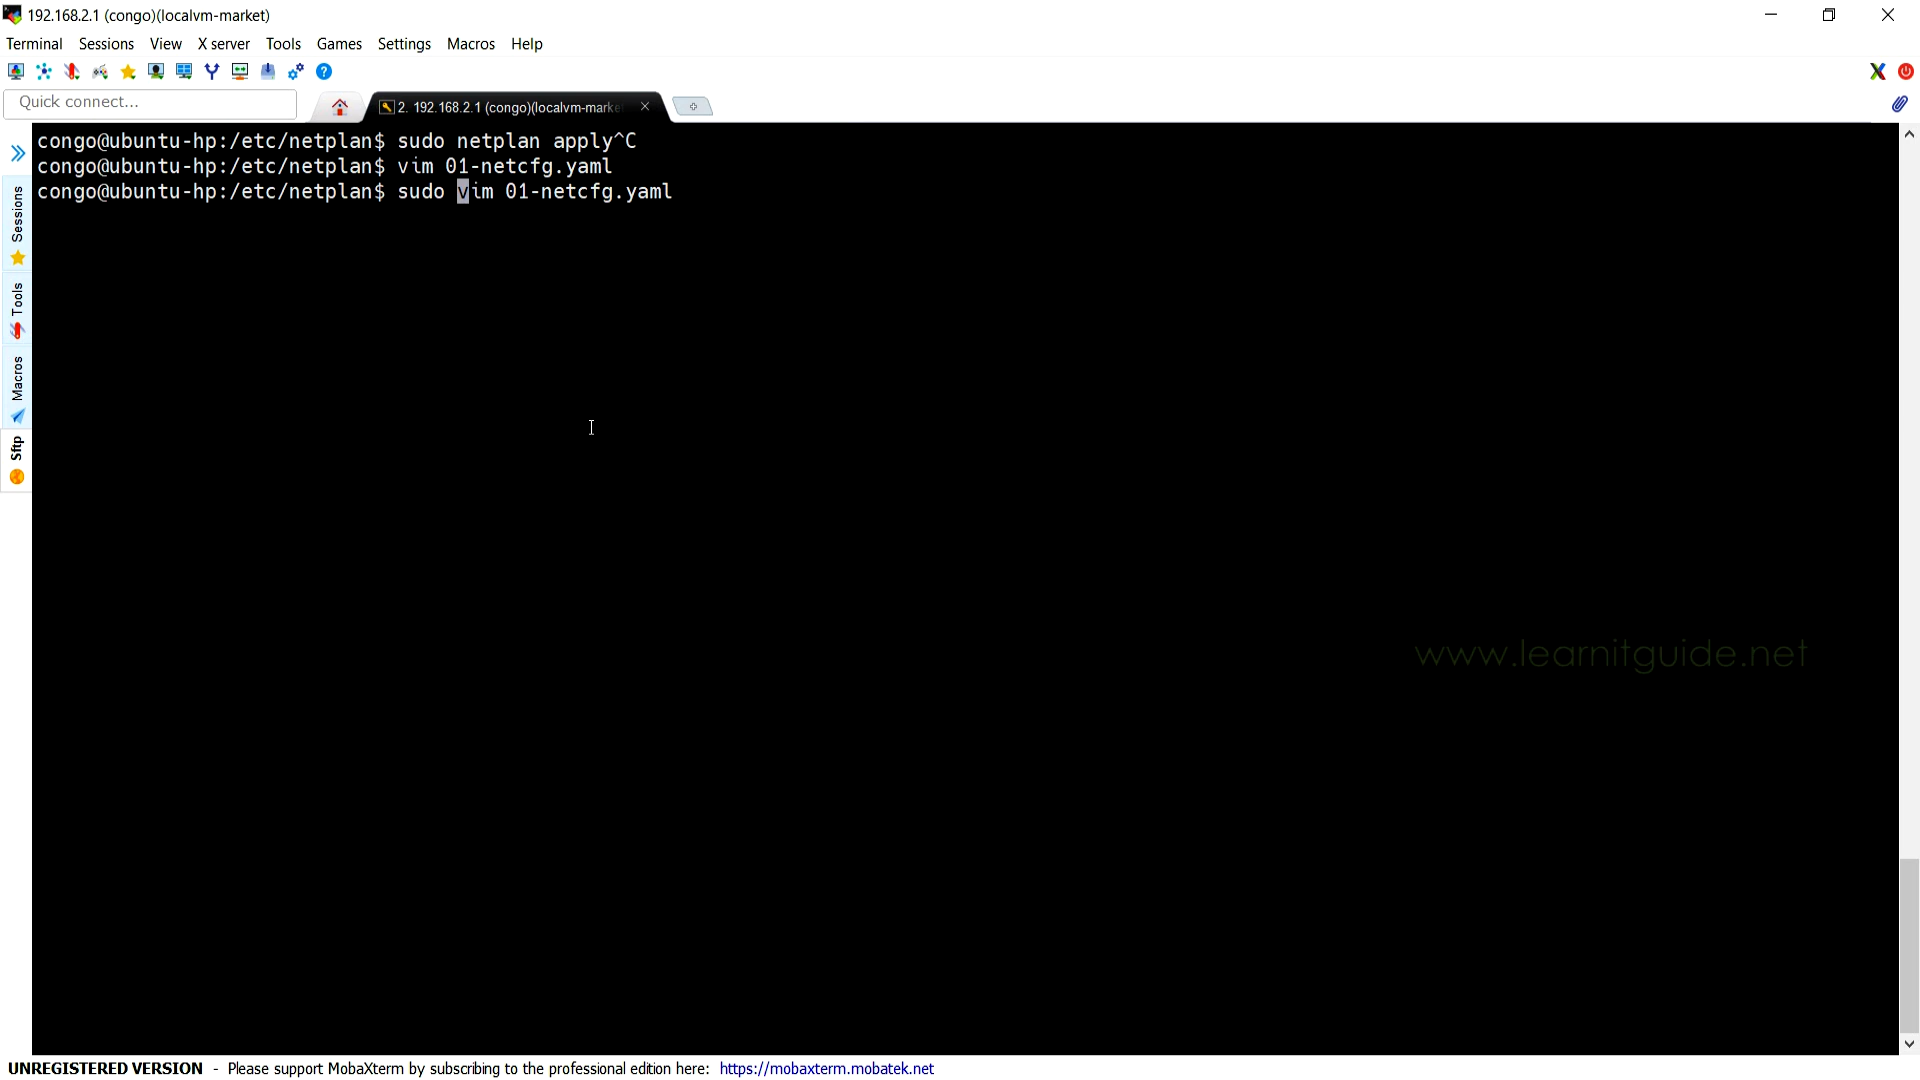 192.168.2.1 (congo)(localvm-market)
Terminal Sessions View X server Tools Games Settings Macros Help
Quick connect...
2. 192.168.2.1 (congo)(localvm-marke
congo@ubuntu-hp:/etc/netplan$ sudo netplan apply^C
congo@ubuntu-hp:/etc/netplan$ vim 01-netcfg.yaml
congo@ubuntu-hp:/etc/netplan$ sudo vim 01-netcfg.yaml
Sessions
Tools
Macros
Sftp
www.learnitguide.net
UNREGISTERED VERSION - Please support MobaXterm by subscribing to the professional edition here: https://mobaxterm.mobatek.net